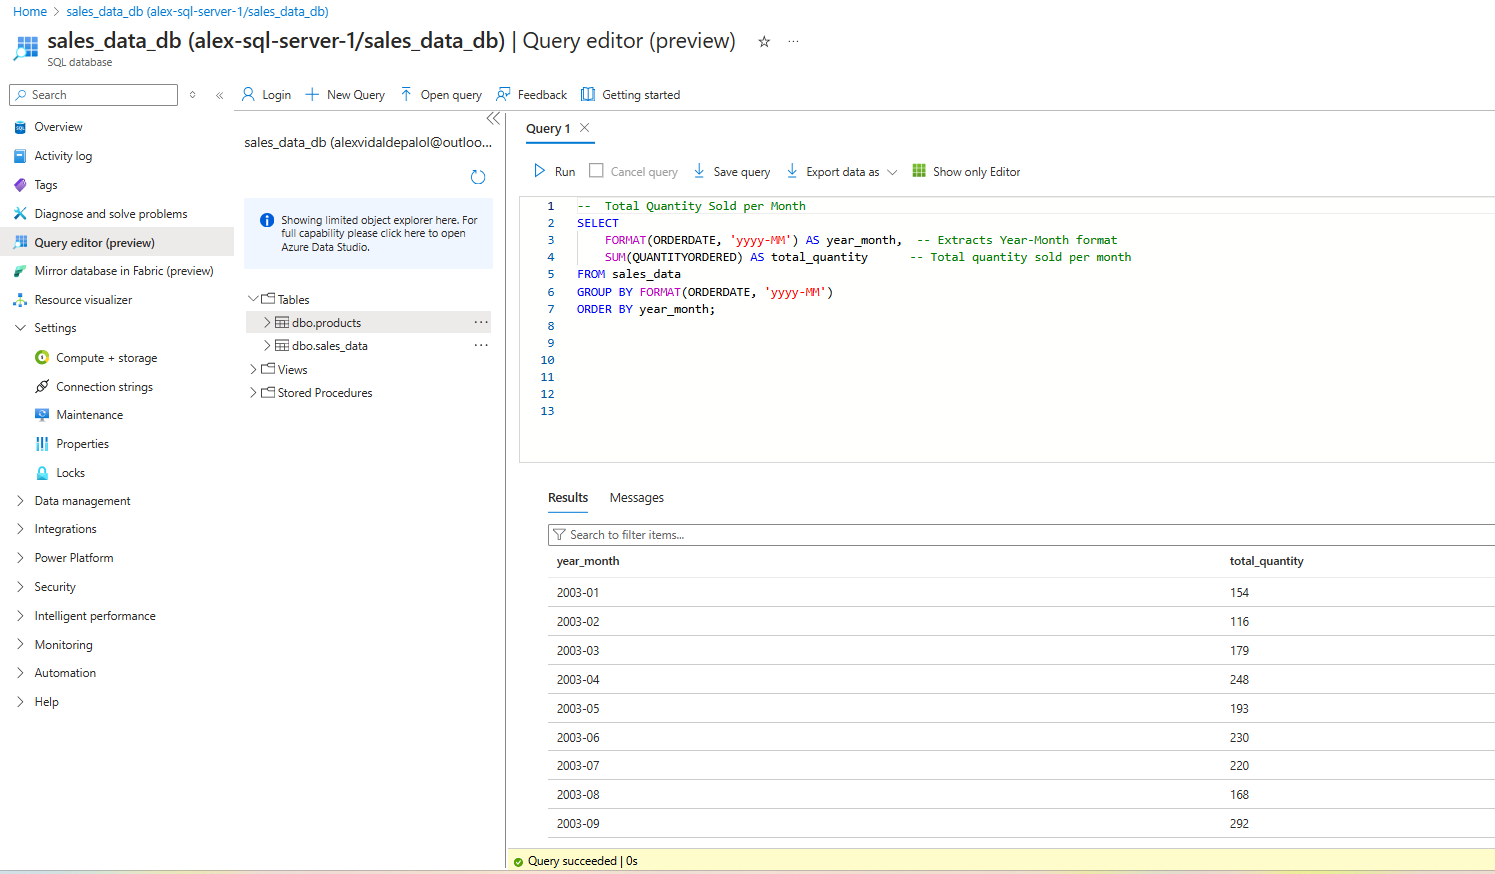 Home > sales_data_db (alex-sql-server-1/sales_data_db)
sales_data_db (alex-sql-server-1/sales_data_db) | Query editor (preview)
SQL database
Search
Login
New Query
Open query
Feedback
Getting started
Overview
Activity log
Tags
Diagnose and solve problems
Query editor (preview)
Mirror database in Fabric (preview)
Resource visualizer
Settings
Compute + storage
Connection strings
Maintenance
Properties
Locks
Data management
Integrations
Power Platform
Security
Intelligent performance
Monitoring
Automation
Help
sales_data_db (alexvidaldepalol@outloo...
Showing limited object explorer here. For
full capability please click here to open
Azure Data Studio.
Tables
dbo.products
dbo.sales_data
Views
Stored Procedures
Query 1
Run
Cancel query
Save query
Export data as
Show only Editor
1 -- Total Quantity Sold per Month
2 SELECT
3 FORMAT(ORDERDATE, 'yyyy-MM') AS year_month, -- Extracts Year-Month format
4 SUM(QUANTITYORDERED) AS total_quantity -- Total quantity sold per month
5 FROM sales_data
6 GROUP BY FORMAT(ORDERDATE, 'yyyy-MM')
7 ORDER BY year_month;
8
9
10
11
12
13
Results Messages
Search to filter items...
year_month total_quantity
2003-01 154
2003-02 116
2003-03 179
2003-04 248
2003-05 193
2003-06 230
2003-07 220
2003-08 168
2003-09 292
Query succeeded | 0s